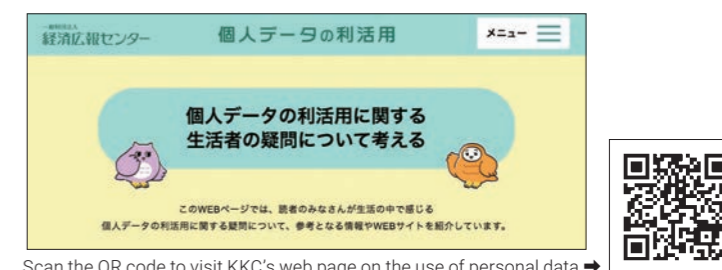 一般財団法人
経済広報センター
個人データの利活用
メニュー
個人データの利活用に関する
生活者の疑問について考える
このWEBページでは、読者のみなさんが生活の中で感じる
個人データの利活用に関する疑問について、参考となる情報やWEBサイトを紹介しています。
Scan the QR code to visit KKC's web page on the use of personal data ➡